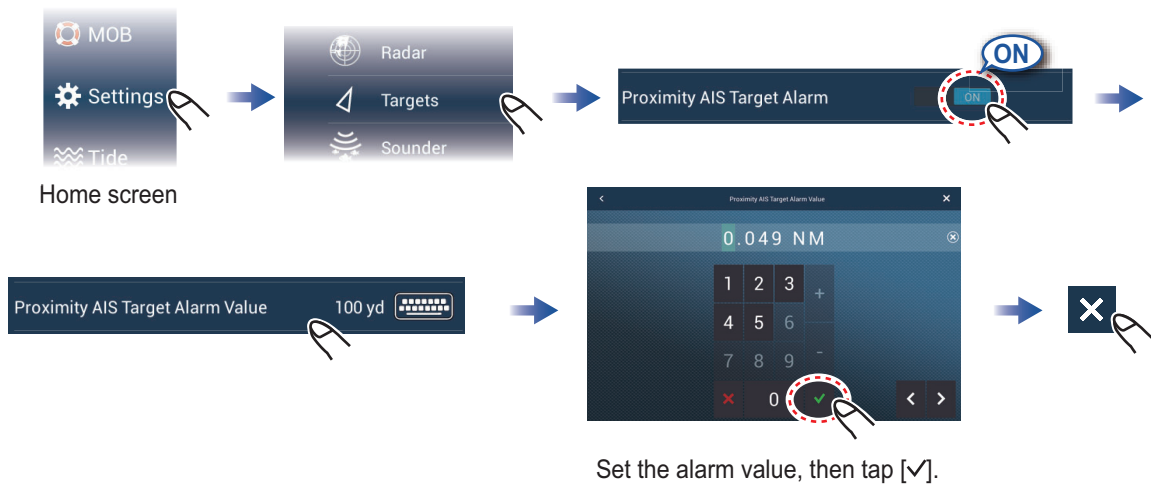 MOB
Settings
Tide
Home screen
Radar
Targets
Sounder
Proximity AIS Target Alarm
ON
ON
Proximity AIS Target Alarm Value 100 yd
Proximity AIS Target Alarm Value
0.049 NM
1 2 3 +
4 5 6
7 8 9 -
0
Set the alarm value, then tap [✓].